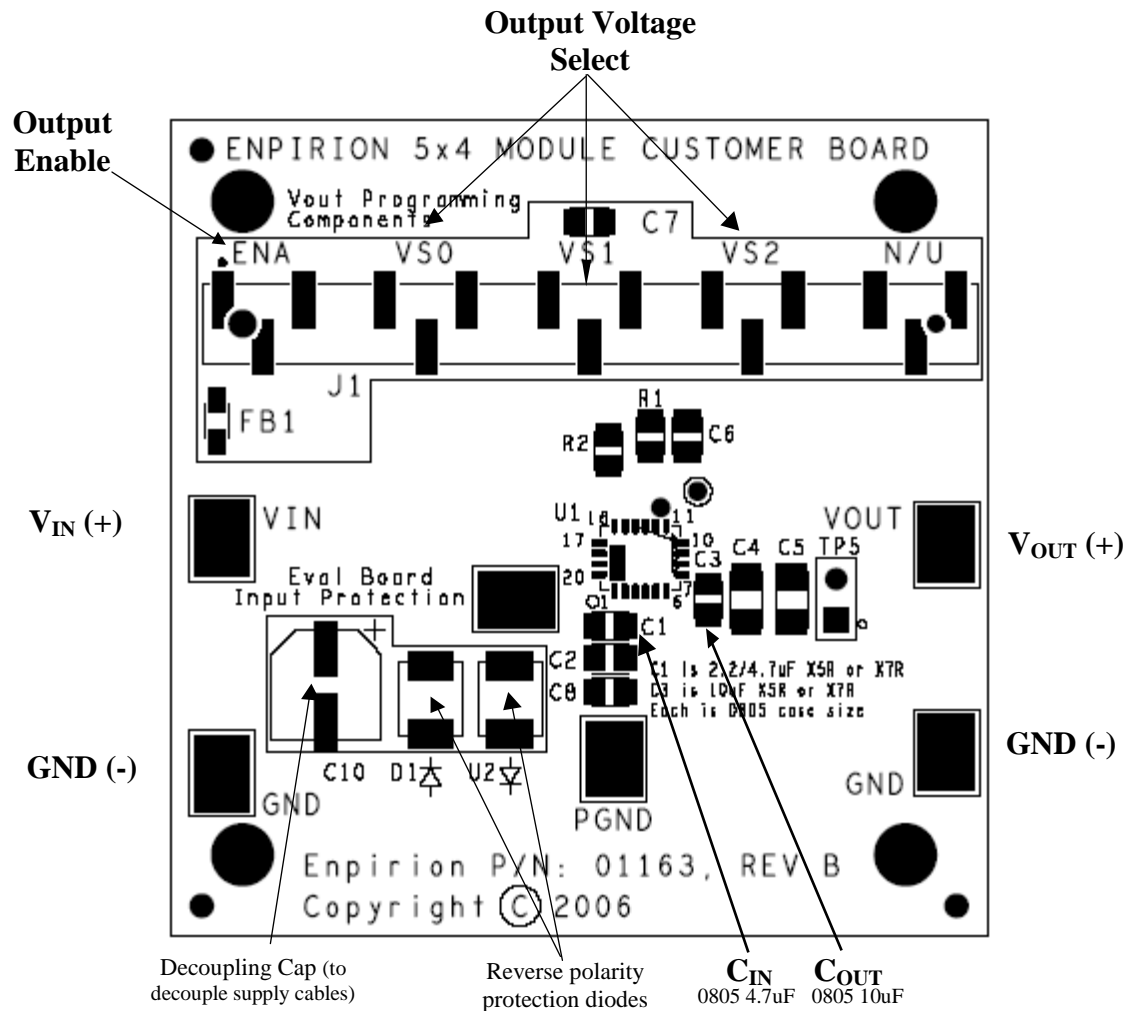 Output Voltage
Select
Output
Enable
ENPIRION 5x4 MODULE CUSTOMER BOARD
Vout Programming
Components
C7
ENA VS0 VS1 VS2 N/U
J1
FB1
R1
R2
C6
VIN (+)
VIN
U1
18
11
17
10
20
7
1
6
VOUT
VOUT (+)
C3
C4
C5
TP5
Eval Board
Input Protection
C1
C2
C8
C1 is 2.2/4.7uF X5R or X7R
C3 is 10uF X5R or X7R
Each is 0805 case size
+
GND (-)
GND
C10
D1
U2
PGND
GND
GND (-)
Enpirion P/N: 01163, REV B
Copyright © 2006
Decoupling Cap (to
decouple supply cables)
Reverse polarity
protection diodes
CIN
0805 4.7uF
COUT
0805 10uF